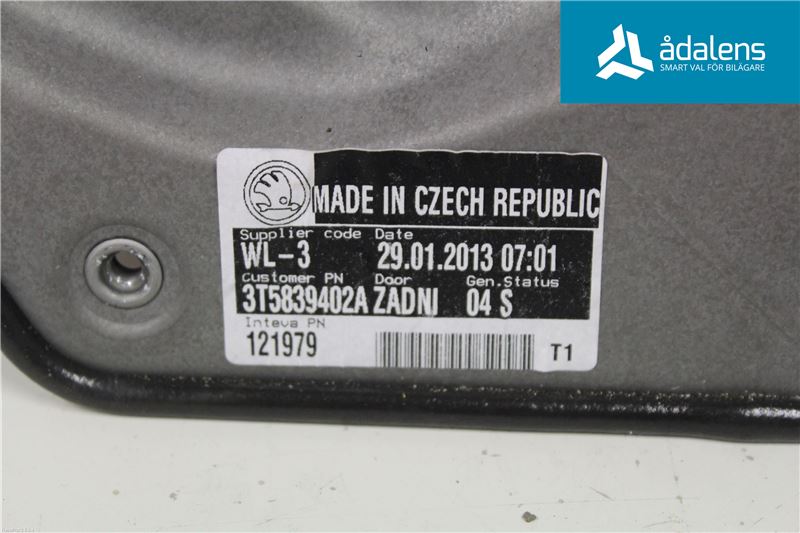 ådalens
SMART VAL FÖR BILÄGARE
MADE IN CZECH REPUBLIC
Supplier code Date
WL-3 29.01.2013 07:01
Customer PN Door Gen.Status
3T5839402A ZADNI 04 S
Inteva PN
121979 T1